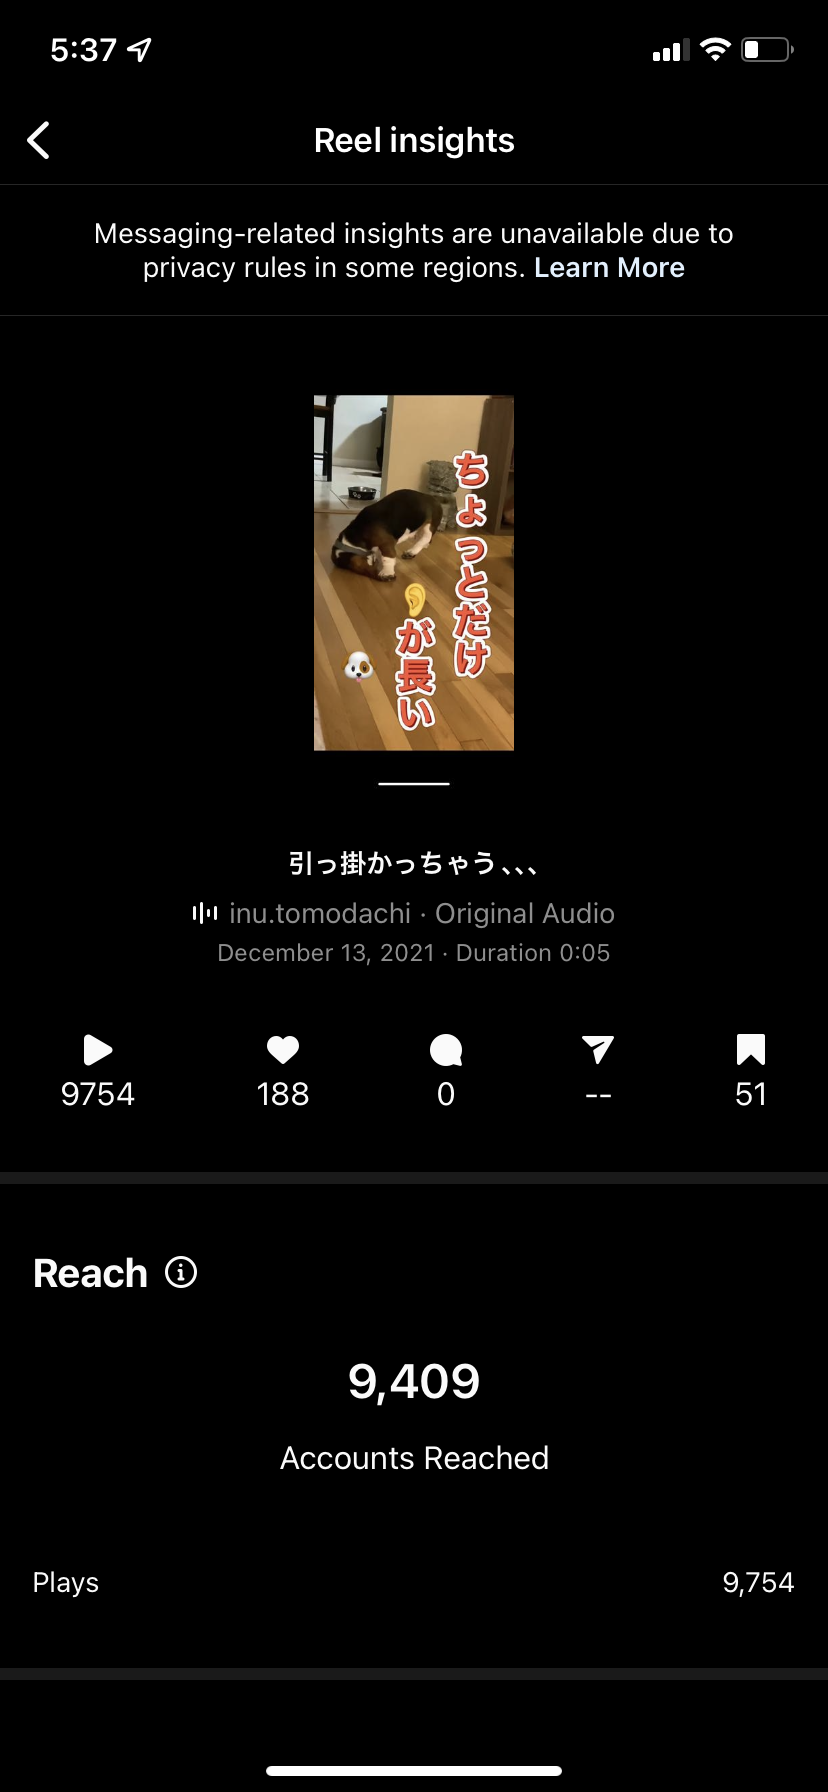 5:37
Reel insights
Messaging-related insights are unavailable due to
privacy rules in some regions. Learn More
ちょっとだけ
👂が長い
引っ掛かっちゃう、、、
inu.tomodachi · Original Audio
December 13, 2021 · Duration 0:05
9754 188 0 -- 51
Reach
9,409
Accounts Reached
Plays 9,754